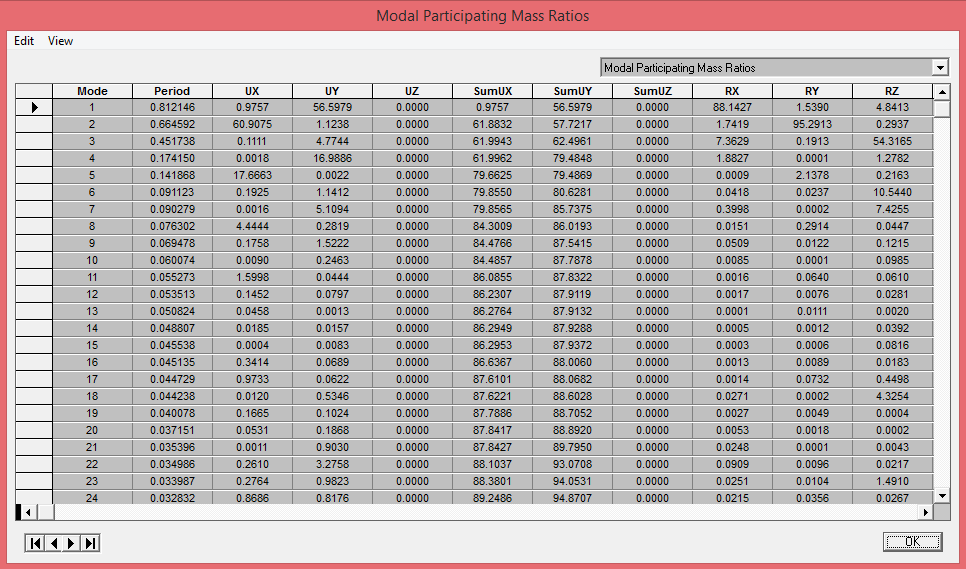 Modal Participating Mass Ratios
Edit View
Modal Participating Mass Ratios
Mode Period UX UY UZ SumUX SumUY SumUZ RX RY RZ
1 0.812146 0.9757 56.5979 0.0000 0.9757 56.5979 0.0000 88.1427 1.5390 4.8413
2 0.664592 60.9075 1.1238 0.0000 61.8832 57.7217 0.0000 1.7419 95.2913 0.2937
3 0.451738 0.1111 4.7744 0.0000 61.9943 62.4961 0.0000 7.3629 0.1913 54.3165
4 0.174150 0.0018 16.9886 0.0000 61.9962 79.4848 0.0000 1.8827 0.0001 1.2782
5 0.141868 17.6663 0.0022 0.0000 79.6625 79.4869 0.0000 0.0009 2.1378 0.2163
6 0.091123 0.1925 1.1412 0.0000 79.8550 80.6281 0.0000 0.0418 0.0237 10.5440
7 0.090279 0.0016 5.1094 0.0000 79.8565 85.7375 0.0000 0.3998 0.0002 7.4255
8 0.076302 4.4444 0.2819 0.0000 84.3009 86.0193 0.0000 0.0151 0.2914 0.0447
9 0.069478 0.1758 1.5222 0.0000 84.4766 87.5415 0.0000 0.0509 0.0122 0.1215
10 0.060074 0.0090 0.2463 0.0000 84.4857 87.7878 0.0000 0.0085 0.0001 0.0985
11 0.055273 1.5998 0.0444 0.0000 86.0855 87.8322 0.0000 0.0016 0.0640 0.0610
12 0.053513 0.1452 0.0797 0.0000 86.2307 87.9119 0.0000 0.0017 0.0076 0.0281
13 0.050824 0.0458 0.0013 0.0000 86.2764 87.9132 0.0000 0.0001 0.0111 0.0020
14 0.048807 0.0185 0.0157 0.0000 86.2949 87.9288 0.0000 0.0005 0.0012 0.0392
15 0.045538 0.0004 0.0083 0.0000 86.2953 87.9372 0.0000 0.0003 0.0006 0.0816
16 0.045135 0.3414 0.0689 0.0000 86.6367 88.0060 0.0000 0.0013 0.0089 0.0183
17 0.044729 0.9733 0.0622 0.0000 87.6101 88.0682 0.0000 0.0014 0.0732 0.4498
18 0.044238 0.0120 0.5346 0.0000 87.6221 88.6028 0.0000 0.0271 0.0002 4.3254
19 0.040078 0.1665 0.1024 0.0000 87.7886 88.7052 0.0000 0.0027 0.0049 0.0004
20 0.037151 0.0531 0.1868 0.0000 87.8417 88.8920 0.0000 0.0053 0.0018 0.0002
21 0.035396 0.0011 0.9030 0.0000 87.8427 89.7950 0.0000 0.0248 0.0001 0.0043
22 0.034986 0.2610 3.2758 0.0000 88.1037 93.0708 0.0000 0.0909 0.0096 0.0217
23 0.033987 0.2764 0.9823 0.0000 88.3801 94.0531 0.0000 0.0251 0.0104 1.4910
24 0.032832 0.8686 0.8176 0.0000 89.2486 94.8707 0.0000 0.0215 0.0356 0.0267
OK